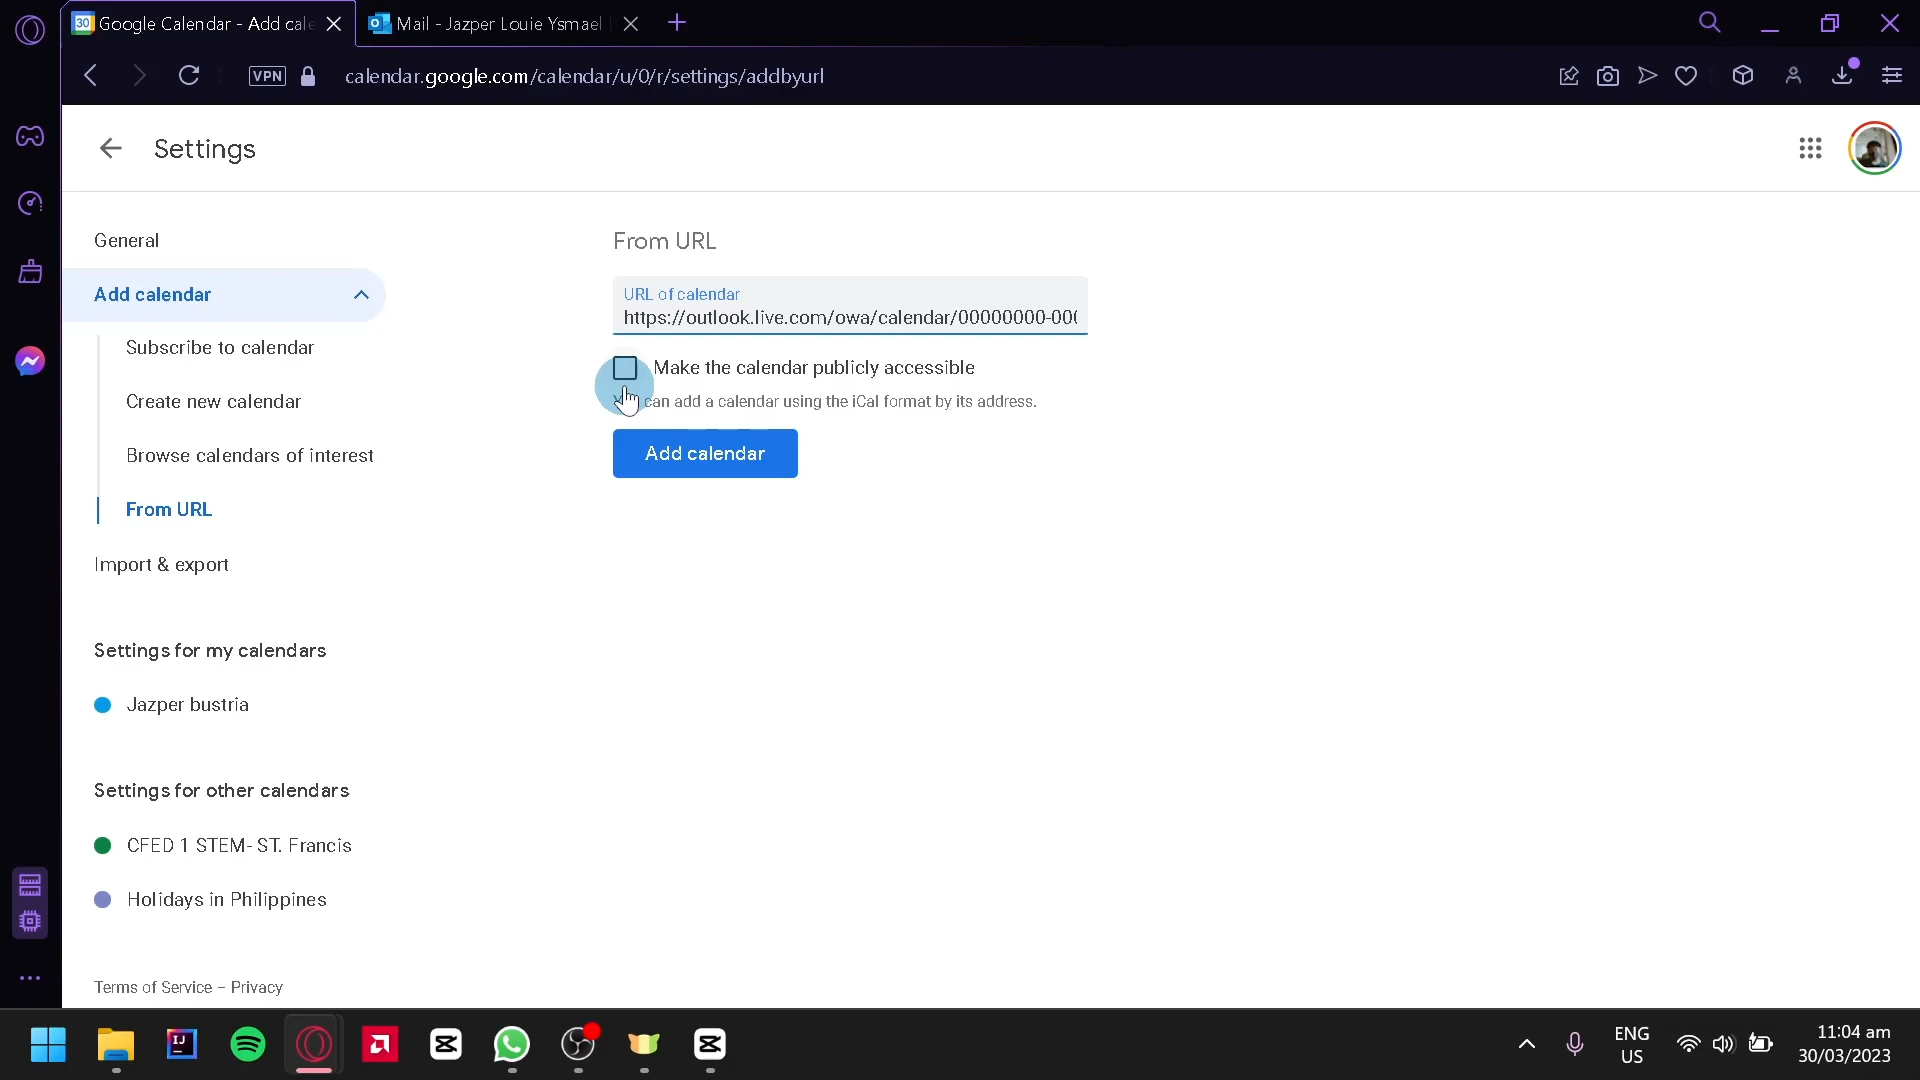 Google Calendar - Add cale
Mail - Jazper Louie Ysmael
VPN
calendar.google.com/calendar/u/0/r/settings/addbyurl
Settings
General
Add calendar
Subscribe to calendar
Create new calendar
Browse calendars of interest
From URL
Import & export
Settings for my calendars
Jazper bustria
Settings for other calendars
CFED 1 STEM- ST. Francis
Holidays in Philippines
Terms of Service – Privacy
From URL
URL of calendar
https://outlook.live.com/owa/calendar/00000000-000
Make the calendar publicly accessible
can add a calendar using the iCal format by its address.
Add calendar
ENG
US
11:04 am
30/03/2023